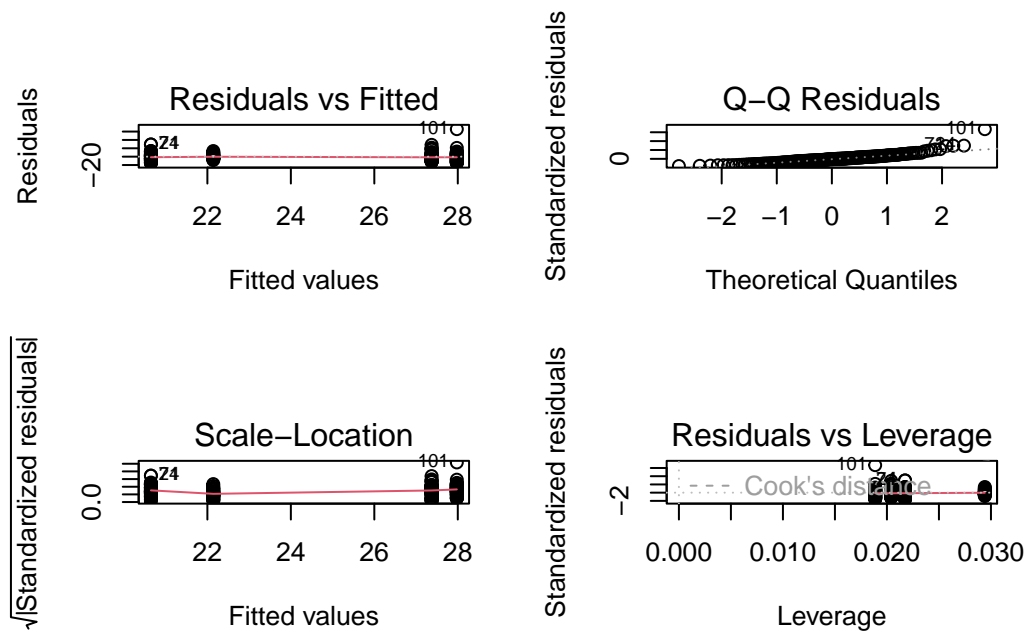 Residuals vs Fitted
Residuals
−20
101
74
22 24 26 28
Fitted values
Q−Q Residuals
Standardized residuals
0
101
−2 −1 0 1 2
Theoretical Quantiles
Scale−Location
√|Standardized residuals|
0.0
101
74
22 24 26 28
Fitted values
Residuals vs Leverage
Standardized residuals
−2
101
Cook's distance
0.000 0.010 0.020 0.030
Leverage